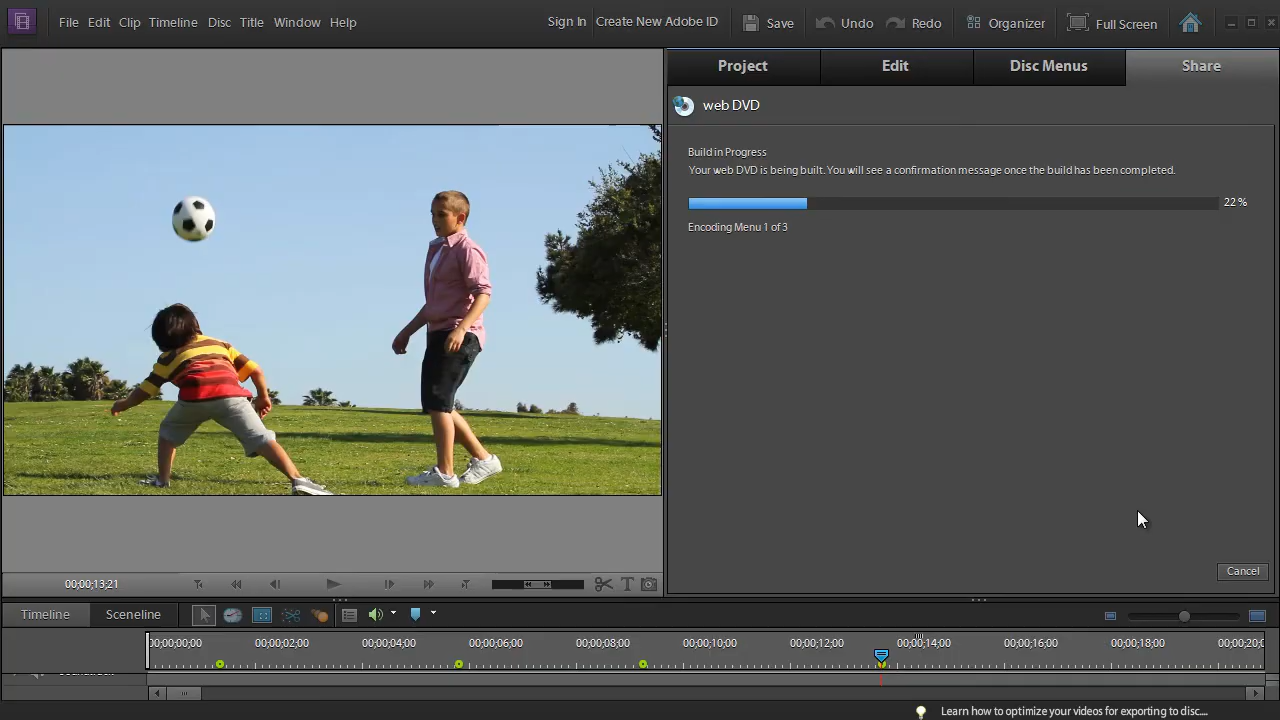 File Edit Clip Timeline Disc Title Window Help Sign In Create New Adobe ID Save Undo Redo Organizer Full Screen
Project Edit Disc Menus Share
web DVD
Build in Progress
Your web DVD is being built. You will see a confirmation message once the build has been completed.
22%
Encoding Menu 1 of 3
Cancel
00;00;13;21
Timeline Sceneline
00;00;00;00 00;00;02;00 00;00;04;00 00;00;06;00 00;00;08;00 00;00;10;00 00;00;12;00 00;00;14;00 00;00;16;00 00;00;18;00 00;00;20;0
Learn how to optimize your videos for exporting to disc....